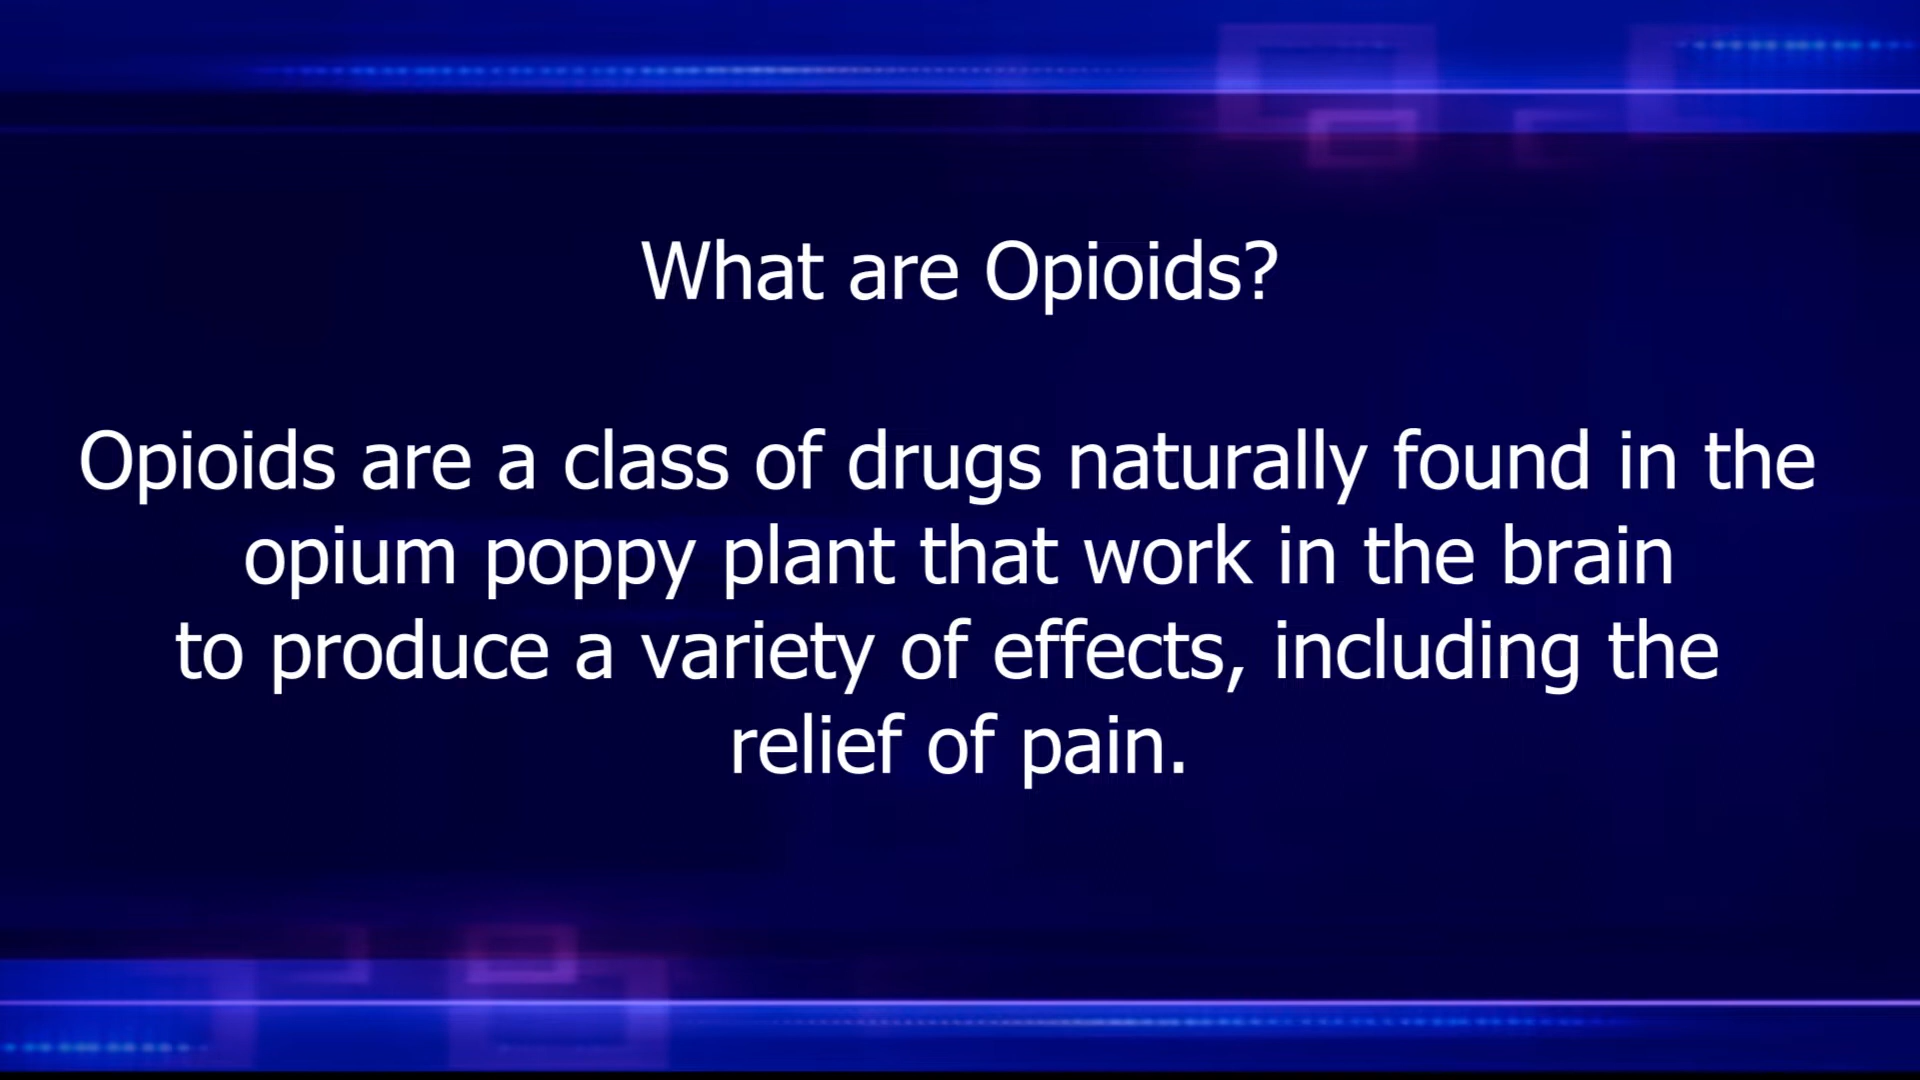 What are Opioids?
Opioids are a class of drugs naturally found in the
opium poppy plant that work in the brain
to produce a variety of effects, including the
relief of pain.